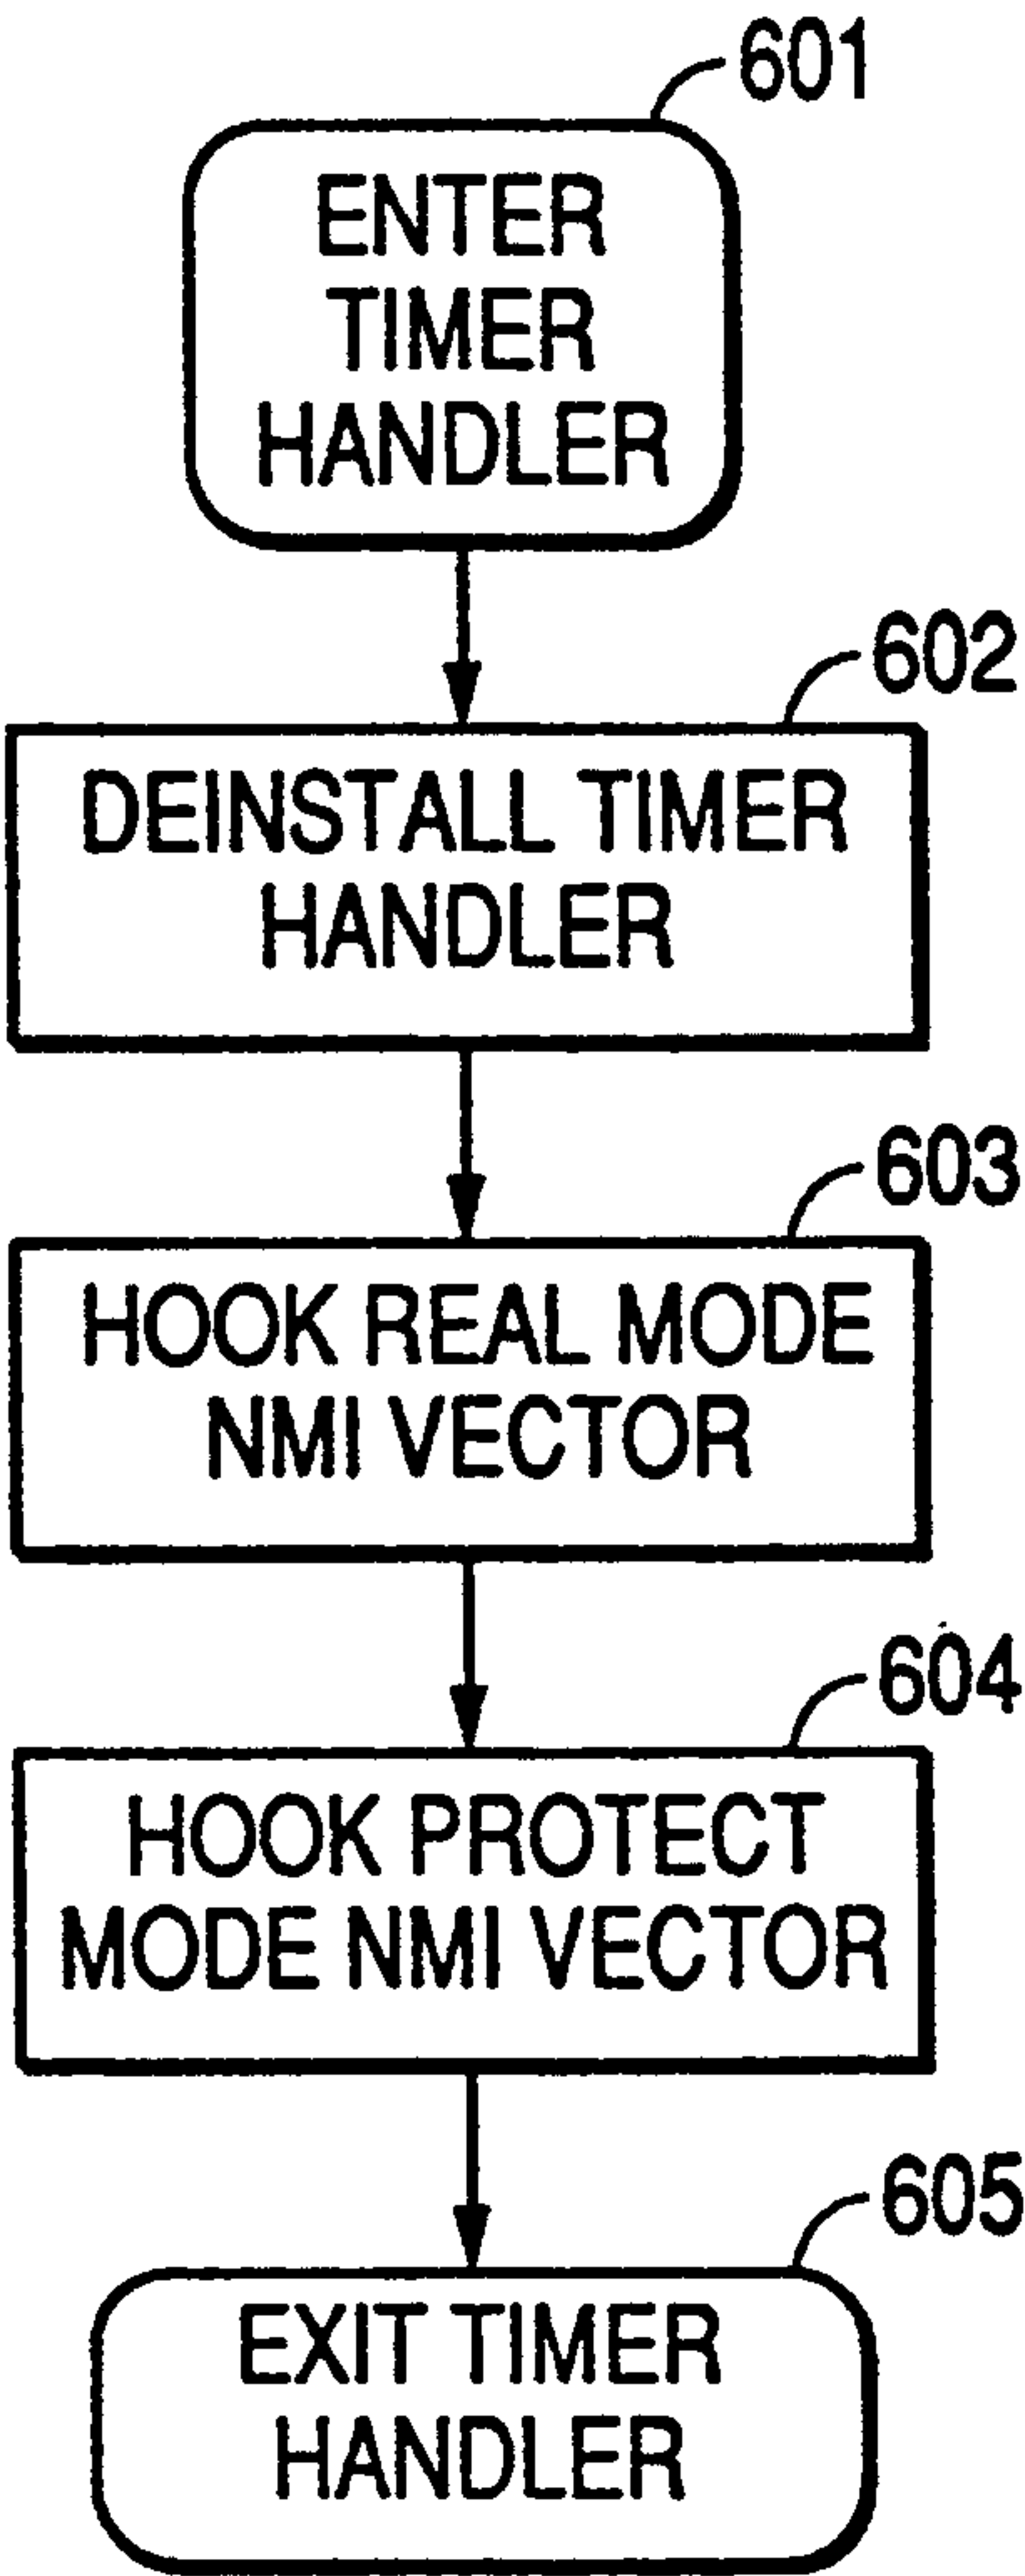 601
ENTER
TIMER
HANDLER
602
DEINSTALL TIMER
HANDLER
603
HOOK REAL MODE
NMI VECTOR
604
HOOK PROTECT
MODE NMI VECTOR
605
EXIT TIMER
HANDLER